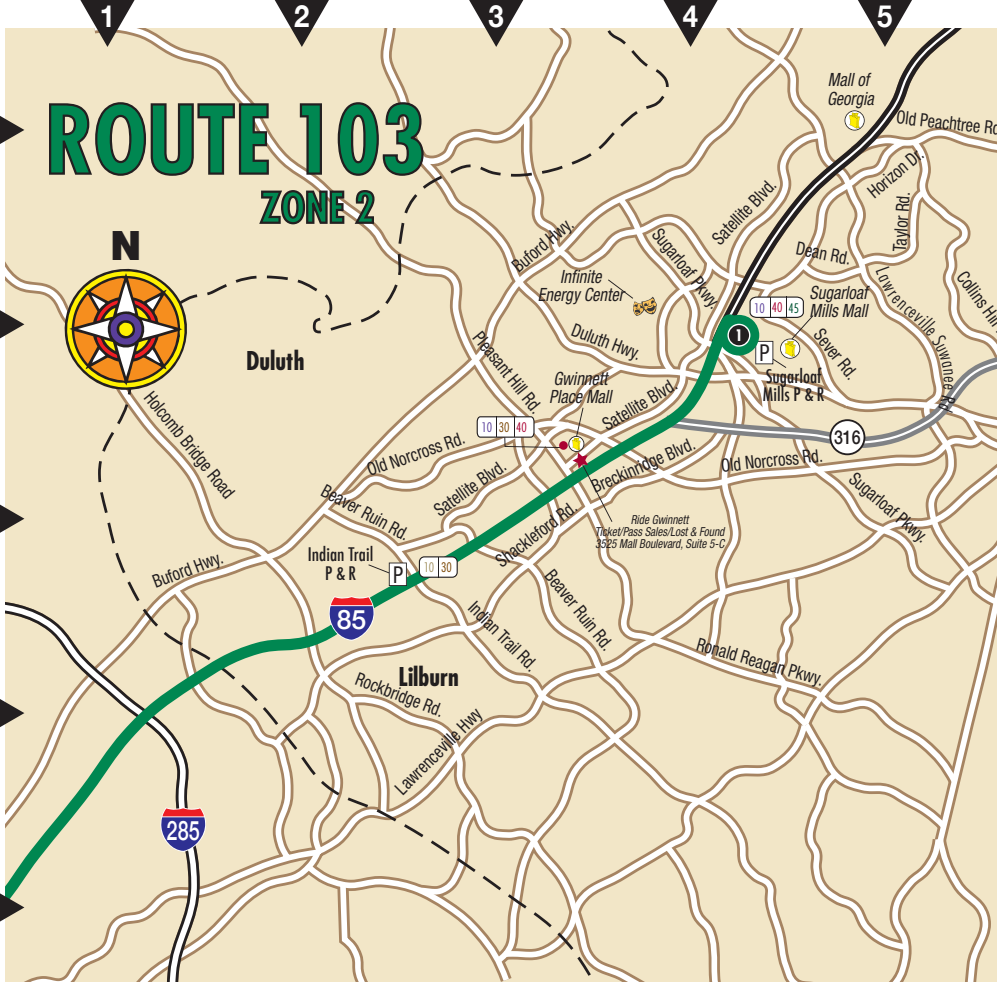 1
2
3
4
5
ROUTE 103
ZONE 2
N
Mall of
Georgia
Old Peachtree Rd
Horizon Dr.
Taylor Rd.
Satellite Blvd.
Dean Rd.
Buford Hwy.
Sugarloaf Pkwy.
Infinite
Energy Center
Lawrenceville Suwanee Rd
Collins Hill
10 40 45
Sugarloaf
Mills Mall
1
P
Sugarloaf
Mills P & R
Sever Rd.
Duluth Hwy.
Duluth
Pleasant Hill Rd.
Gwinnett
Place Mall
Satellite Blvd.
10 30 40
316
Holcomb Bridge Road
Old Norcross Rd.
Satellite Blvd.
Breckinridge Blvd.
Old Norcross Rd.
Beaver Ruin Rd.
Shackleford Rd.
Ride Gwinnett
Ticket/Pass Sales/Lost & Found
3525 Mall Boulevard, Suite 5-C
Sugarloaf Pkwy.
Indian Trail
P & R
P
10 30
Buford Hwy.
85
Beaver Ruin Rd.
Indian Trail Rd.
Ronald Reagan Pkwy.
Lilburn
Rockbridge Rd.
Lawrenceville Hwy
285